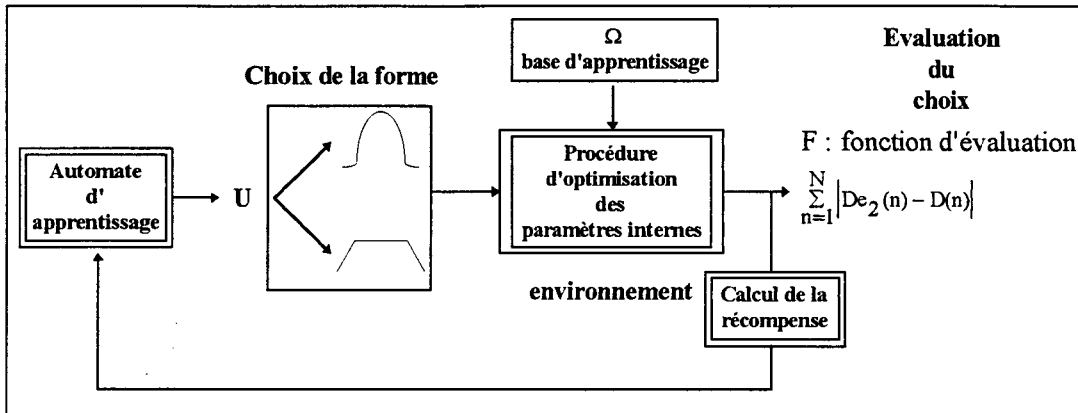 Ω
base d'apprentissage
Evaluation
du
choix
Choix de la forme
F : fonction d'évaluation
N
∑ |De₂(n) − D(n)|
n=1
Automate
d'
apprentissage
U
Procédure
d'optimisation
des
paramètres internes
environnement
Calcul de la
récompense